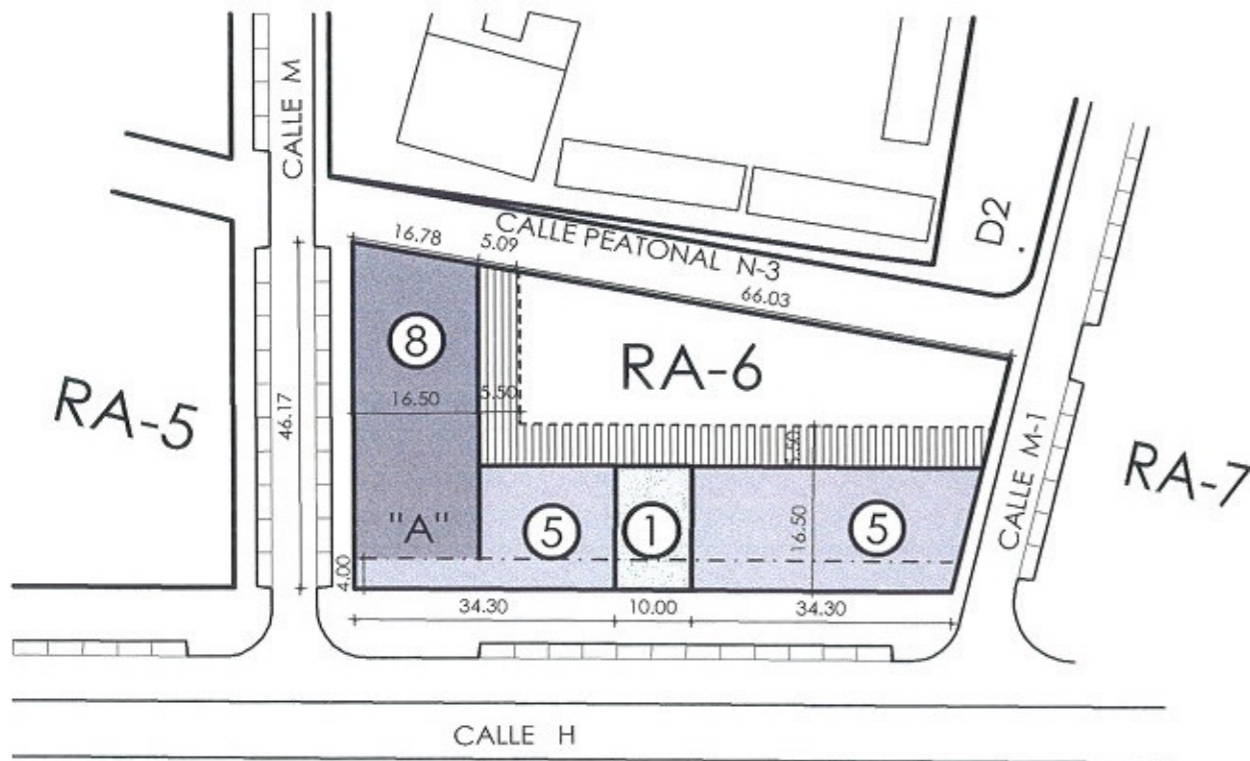 CALLE M
D2
CALLE PEATONAL N-3
16.78
5.09
66.03
8
RA-6
16.50
5.50
RA-5
46.17
5.50
CALLE M-1
RA-7
"A"
5
1
16.50
5
4.00
34.30
10.00
34.30
CALLE H